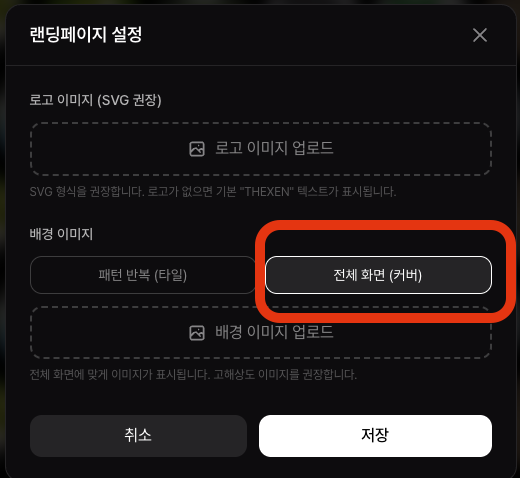 랜딩페이지 설정
로고 이미지 (SVG 권장)
로고 이미지 업로드
SVG 형식을 권장합니다. 로고가 없으면 기본 "THEXEN" 텍스트가 표시됩니다.
배경 이미지
패턴 반복 (타일)
전체 화면 (커버)
배경 이미지 업로드
전체 화면에 맞게 이미지가 표시됩니다. 고해상도 이미지를 권장합니다.
취소
저장